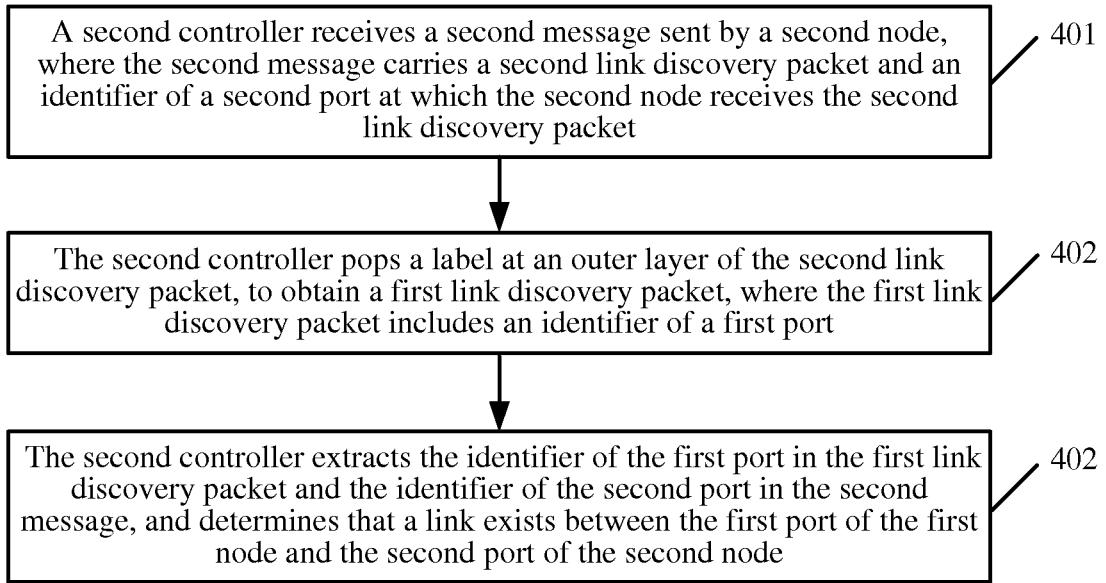 A second controller receives a second message sent by a second node,
where the second message carries a second link discovery packet and an
identifier of a second port at which the second node receives the second
link discovery packet
401
The second controller pops a label at an outer layer of the second link
discovery packet, to obtain a first link discovery packet, where the first link
discovery packet includes an identifier of a first port
402
The second controller extracts the identifier of the first port in the first link
discovery packet and the identifier of the second port in the second
message, and determines that a link exists between the first port of the first
node and the second port of the second node
402